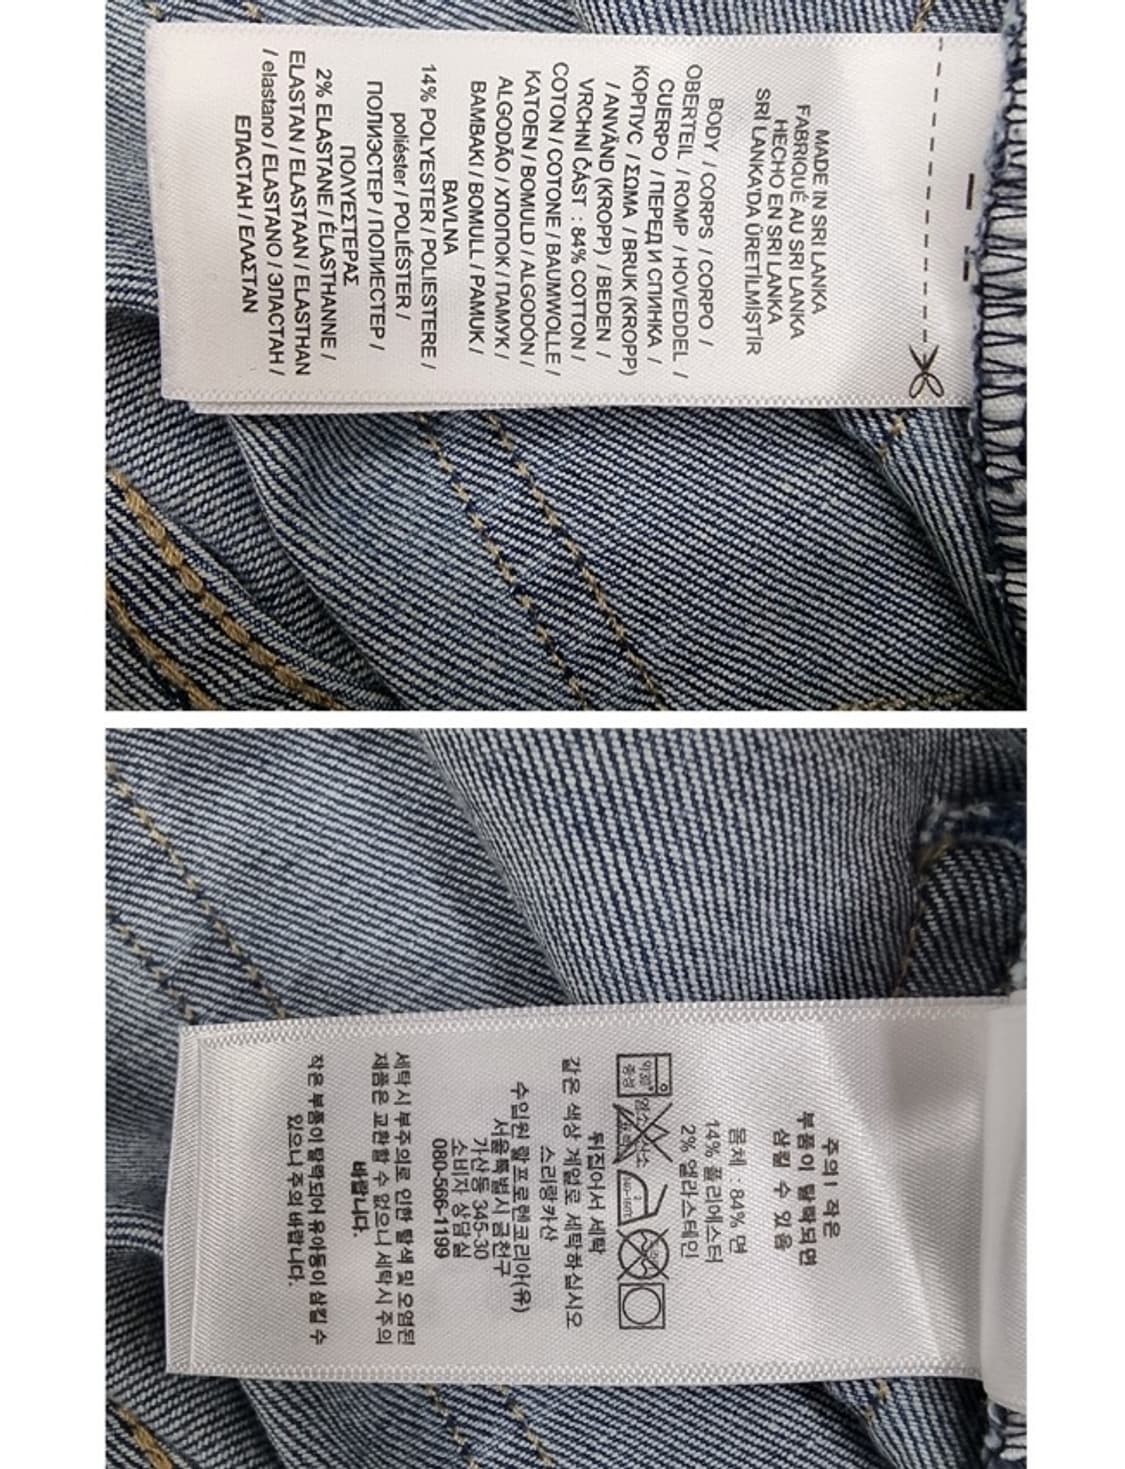 MADE IN SRI LANKA
FABRIQUÉ AU SRI LANKA
HECHO EN SRI LANKA
SRİ LANKA'DA ÜRETİLMİŞTİR
BODY / CORPS / CORPO /
OBERTEIL / ROMP / HOVEDDEL /
CUERPO / ПЕРЕД И СПИНКА /
КОРПУС / ΣΩΜΑ / BRUK (KROPP)
/ ANVÄND (KROPP) / BEDEN /
VRCHNÍ ČÁST : 84% COTTON /
COTON / COTONE / BAUMWOLLE /
KATOEN / BOMULD / ALGODÓN /
ALGODÃO / ХЛОПОК / ПАМУК /
BAMBAKI / BOMULL / PAMUK /
BAVLNA
14% POLYESTER / POLIESTERE /
poliéster / POLIÉSTER /
ПОЛИЭСТЕР / ПОЛИЕСТЕР /
ΠΟΛΥΕΣΤΕΡΑΣ
2% ELASTANE / ÉLASTHANNE /
ELASTAN / ELASTAAN / ELASTHAN
/ elastano / ELASTANO / ЭЛАСТАН /
ЕЛАСТАН / ΕΛΑΣΤΑΝ
주의! 작은
부품이 탈락되면
삼킬 수 있음
몸체 : 84% 면
14% 폴리에스터
2% 엘라스테인
약30°
중성
뒤집어서 세탁
같은 색상 계열로 세탁하십시오
스리랑카산
수입원 랄프로렌코리아(유)
서울특별시 금천구
가산동 345-30
소비자 상담실
080-566-1199
세탁시 부주의로 인한 탈색 및 오염된
제품은 교환할 수 없으니 세탁시 주의
바랍니다.
작은 부품이 탈락되어 유아동이 삼킬 수
있으니 주의 바랍니다.